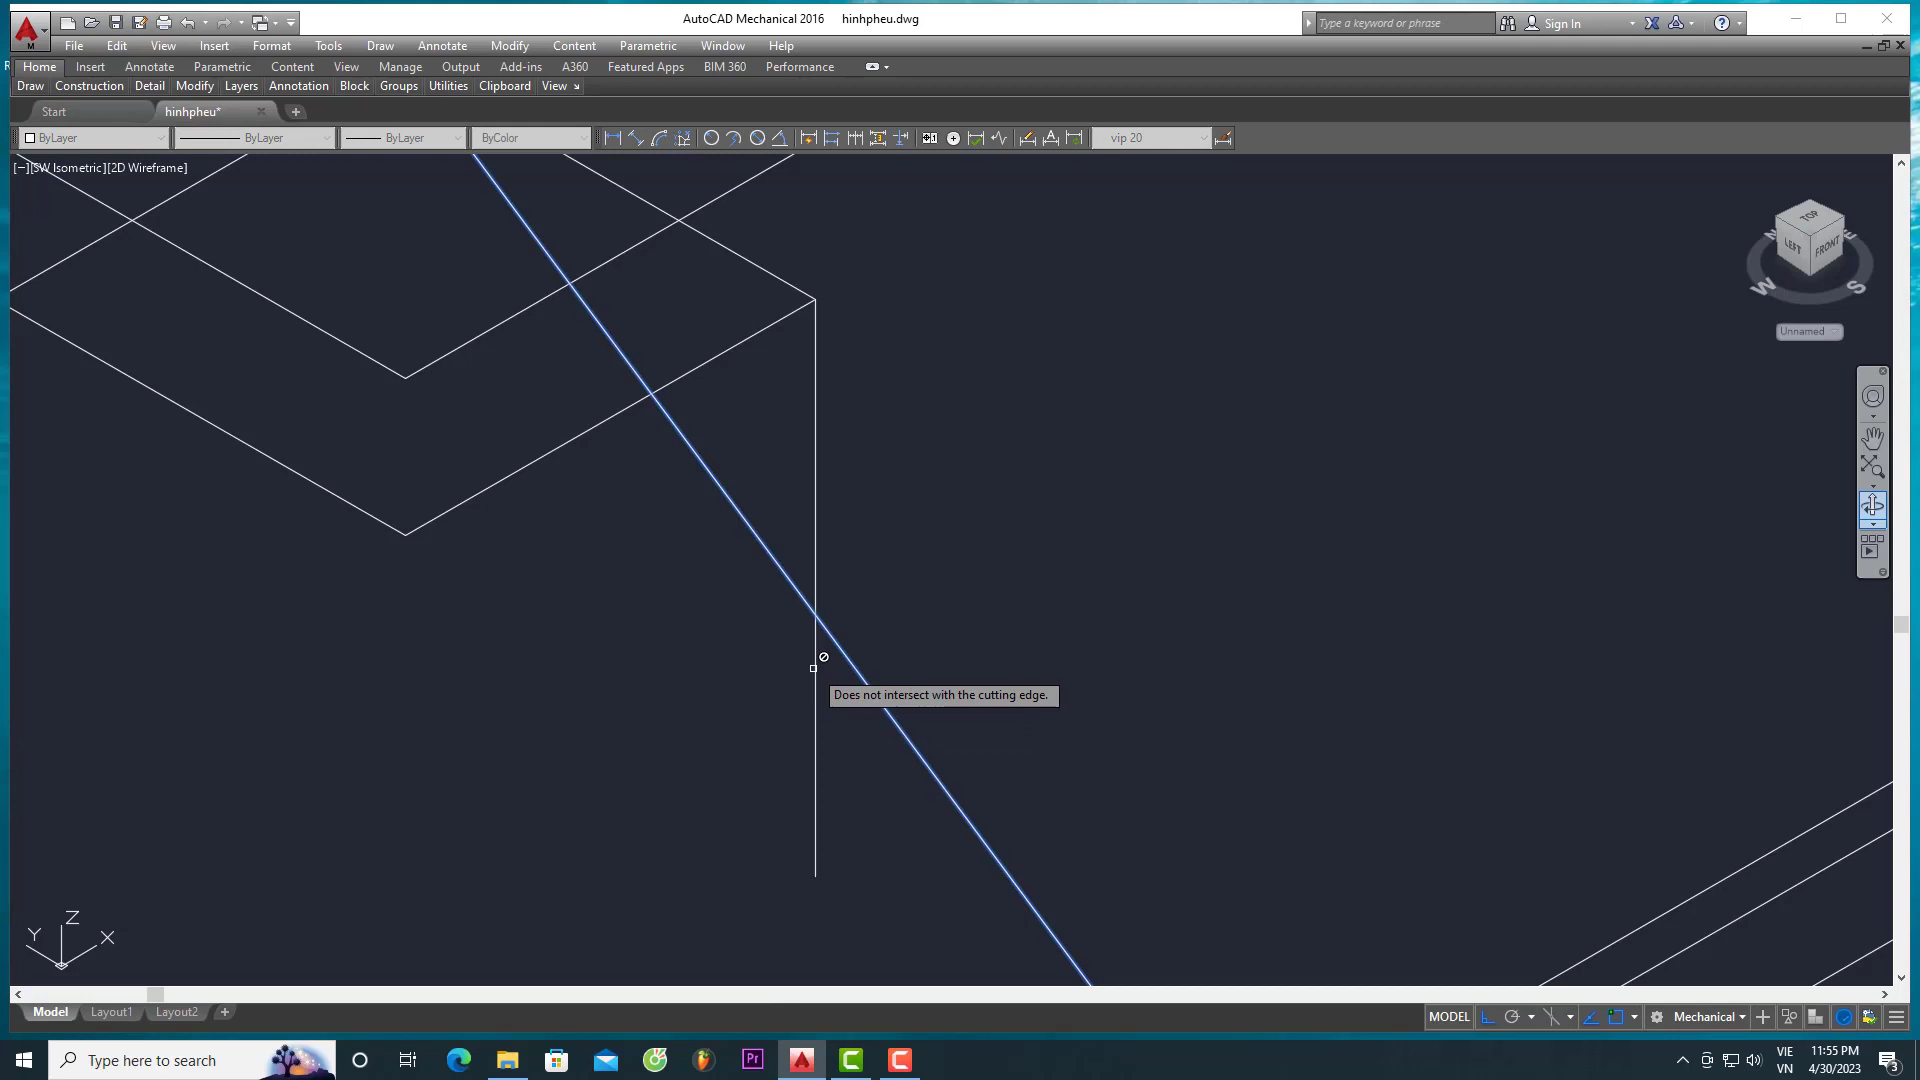 AutoCAD Mechanical 2016 hinhpheu.dwg
Type a keyword or phrase
Sign In
M
File Edit View Insert Format Tools Draw Annotate Modify Content Parametric Window Help
Home Insert Annotate Parametric Content View Manage Output Add-ins A360 Featured Apps BIM 360 Performance
Draw Construction Detail Modify Layers Annotation Block Groups Utilities Clipboard View
Start hinhpheu*
ByLayer ByLayer ByLayer ByColor vip 20
[−][SW Isometric][2D Wireframe]
TOP
LEFT FRONT
W S
Unnamed
Does not intersect with the cutting edge.
Z
Y X
Model Layout1 Layout2
MODEL Mechanical
Type here to search
Pr
VIE
VN
11:55 PM
4/30/2023
3